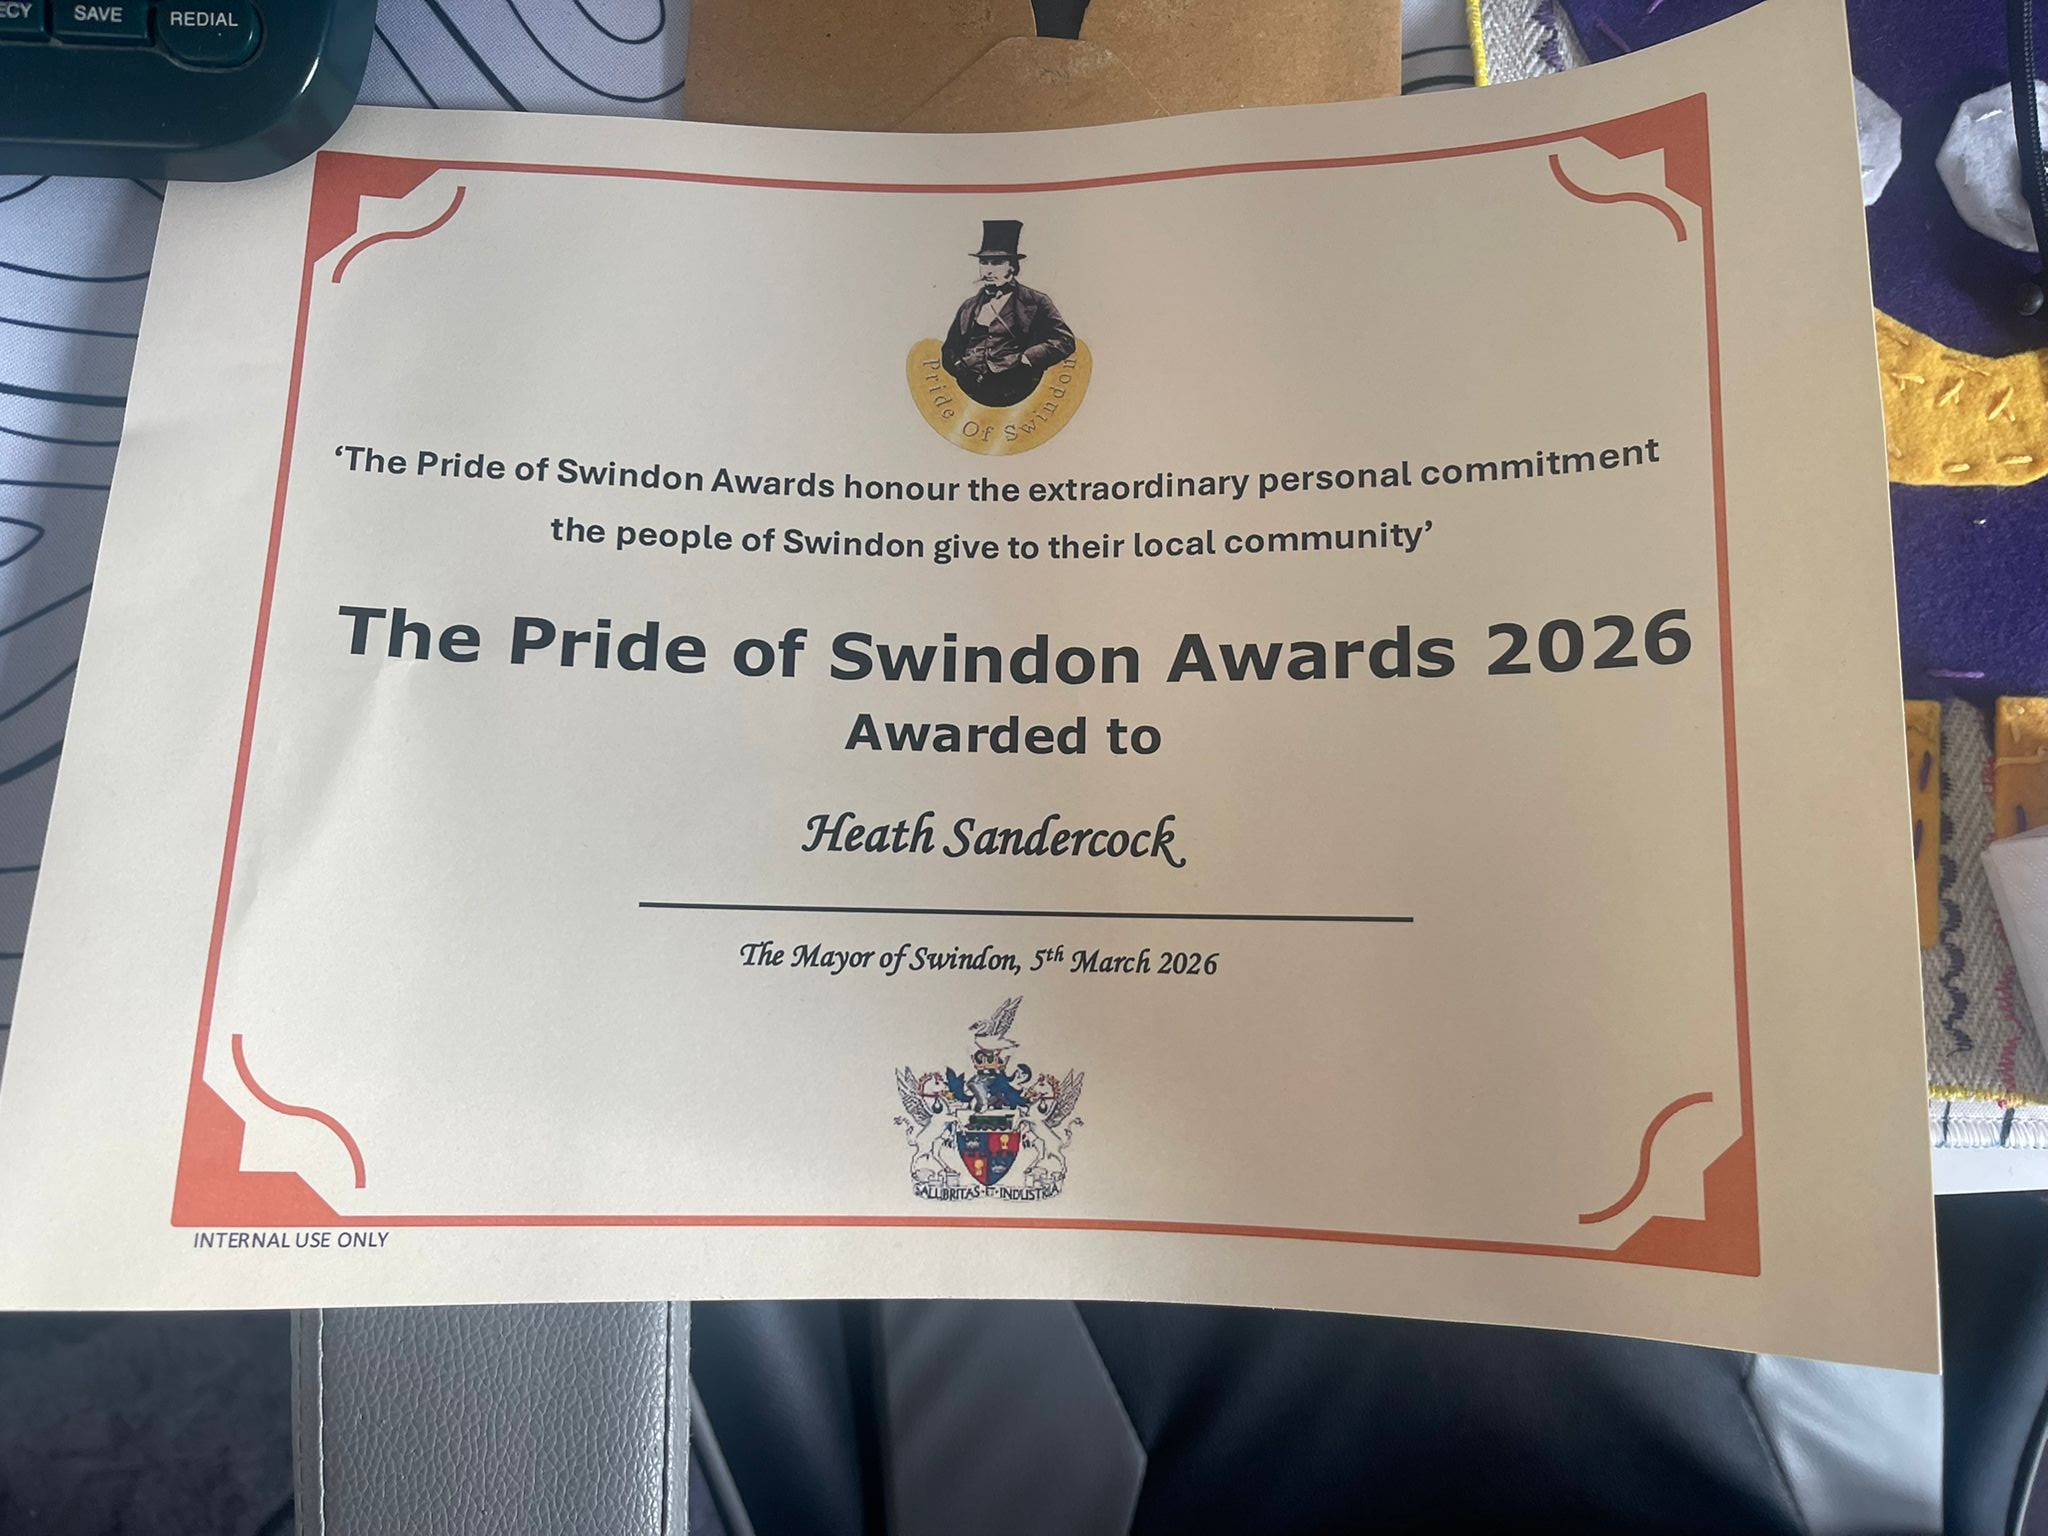 SAVE
REDIAL
Pride Of Swindon
‘The Pride of Swindon Awards honour the extraordinary personal commitment
the people of Swindon give to their local community’
The Pride of Swindon Awards 2026
Awarded to
Heath Sandercock
The Mayor of Swindon, 5th March 2026
SALUBRITAS·ET·INDUSTRIA
INTERNAL USE ONLY